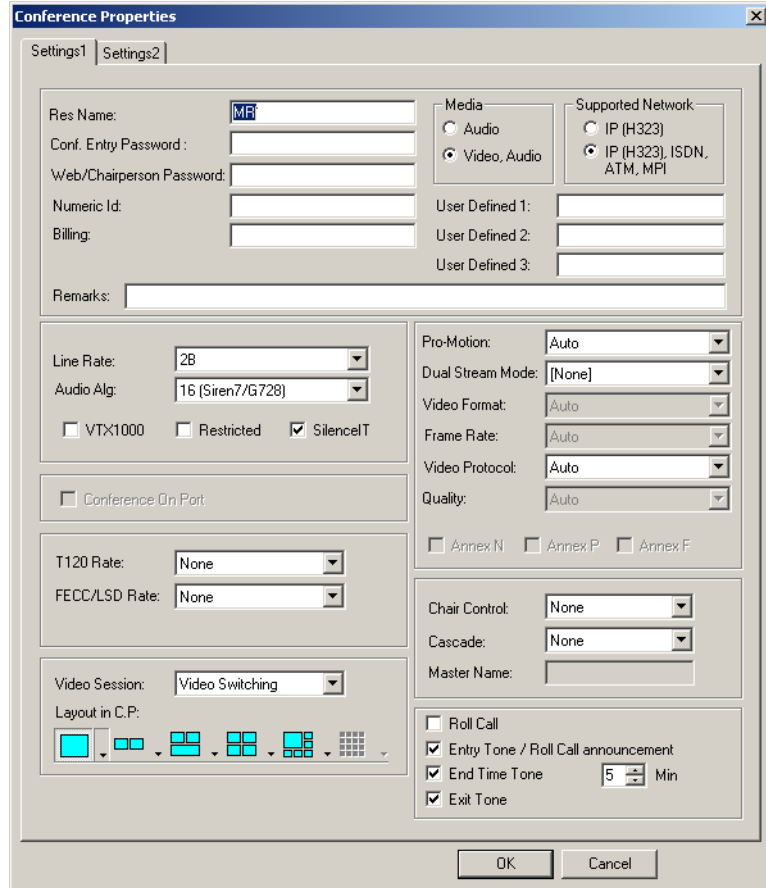 Conference Properties
Settings1 Settings2
Res Name: MR
Conf. Entry Password :
Web/Chairperson Password:
Numeric Id:
Billing:
Media
Audio
Video, Audio
Supported Network
IP (H323)
IP (H323), ISDN,
ATM, MPI
User Defined 1:
User Defined 2:
User Defined 3:
Remarks:
Line Rate: 2B
Audio Alg: 16 (Siren7/G728)
VTX1000 Restricted SilenceIT
Conference On Port
T120 Rate: None
FECC/LSD Rate: None
Video Session: Video Switching
Layout in C.P:
Pro-Motion: Auto
Dual Stream Mode: [None]
Video Format: Auto
Frame Rate: Auto
Video Protocol: Auto
Quality: Auto
Annex N Annex P Annex F
Chair Control: None
Cascade: None
Master Name:
Roll Call
Entry Tone / Roll Call announcement
End Time Tone 5 Min
Exit Tone
OK Cancel